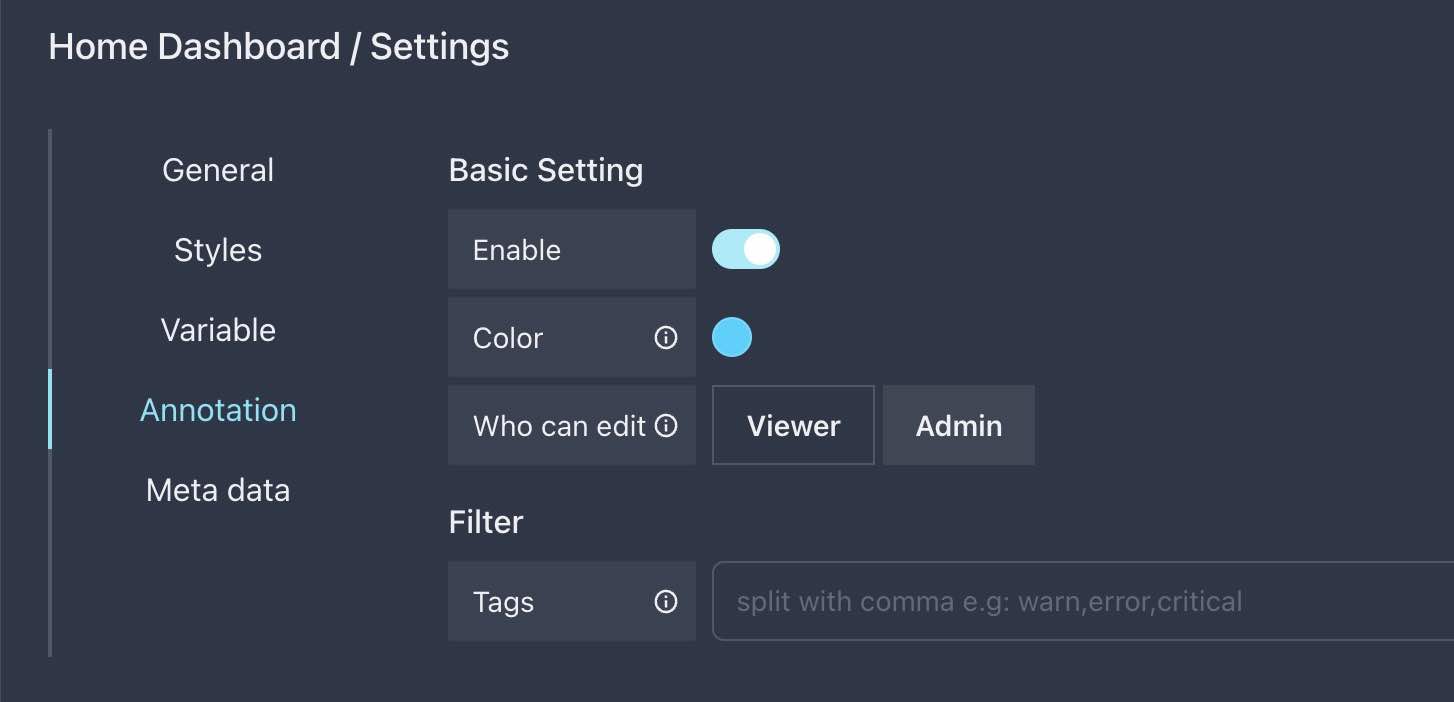 Home Dashboard / Settings
General
Styles
Variable
Annotation
Meta data
Basic Setting
Enable
Color
Who can edit Viewer Admin
Filter
Tags split with comma e.g: warn,error,critical